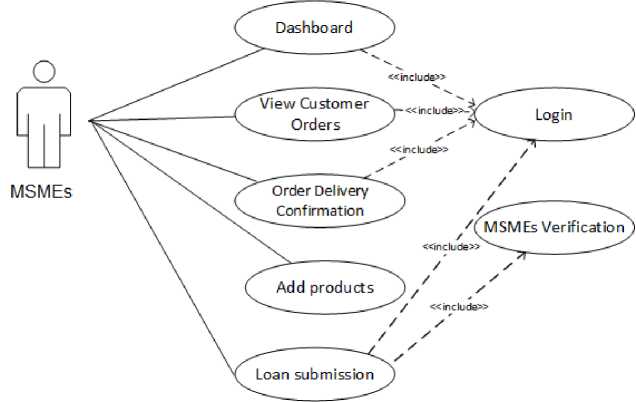 Dashboard
<<include>>
View Customer
Orders
<<include>>
Login
<<include>>
Order Delivery
Confirmation
MSMEs
MSMEs Verification
<<include>>
Add products
<<include>>
Loan submission